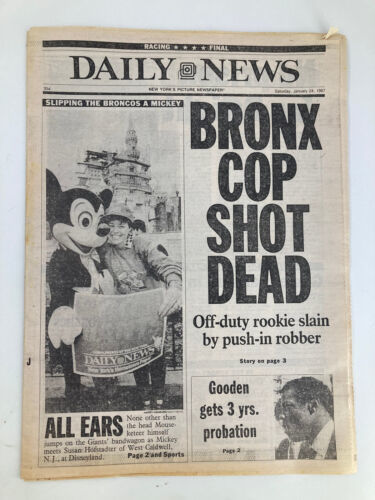 RACING ★ ★ ★ ★ FINAL
DAILY NEWS
35¢
NEW YORK'S PICTURE NEWSPAPER®
Saturday, January 24, 1987
SLIPPING THE BRONCOS A MICKEY
BRONX
COP
SHOT
DEAD
Off-duty rookie slain
by push-in robber
Story on page 3
DAILY NEWS
J
ALL EARS None other than
the head Mouse-
keteer himself
jumps on the Giants' bandwagon as Mickey
meets Susan Hofstadter of West Caldwell,
N.J., at Disneyland. Page 2 and Sports
Gooden
gets 3 yrs.
probation
Page 2